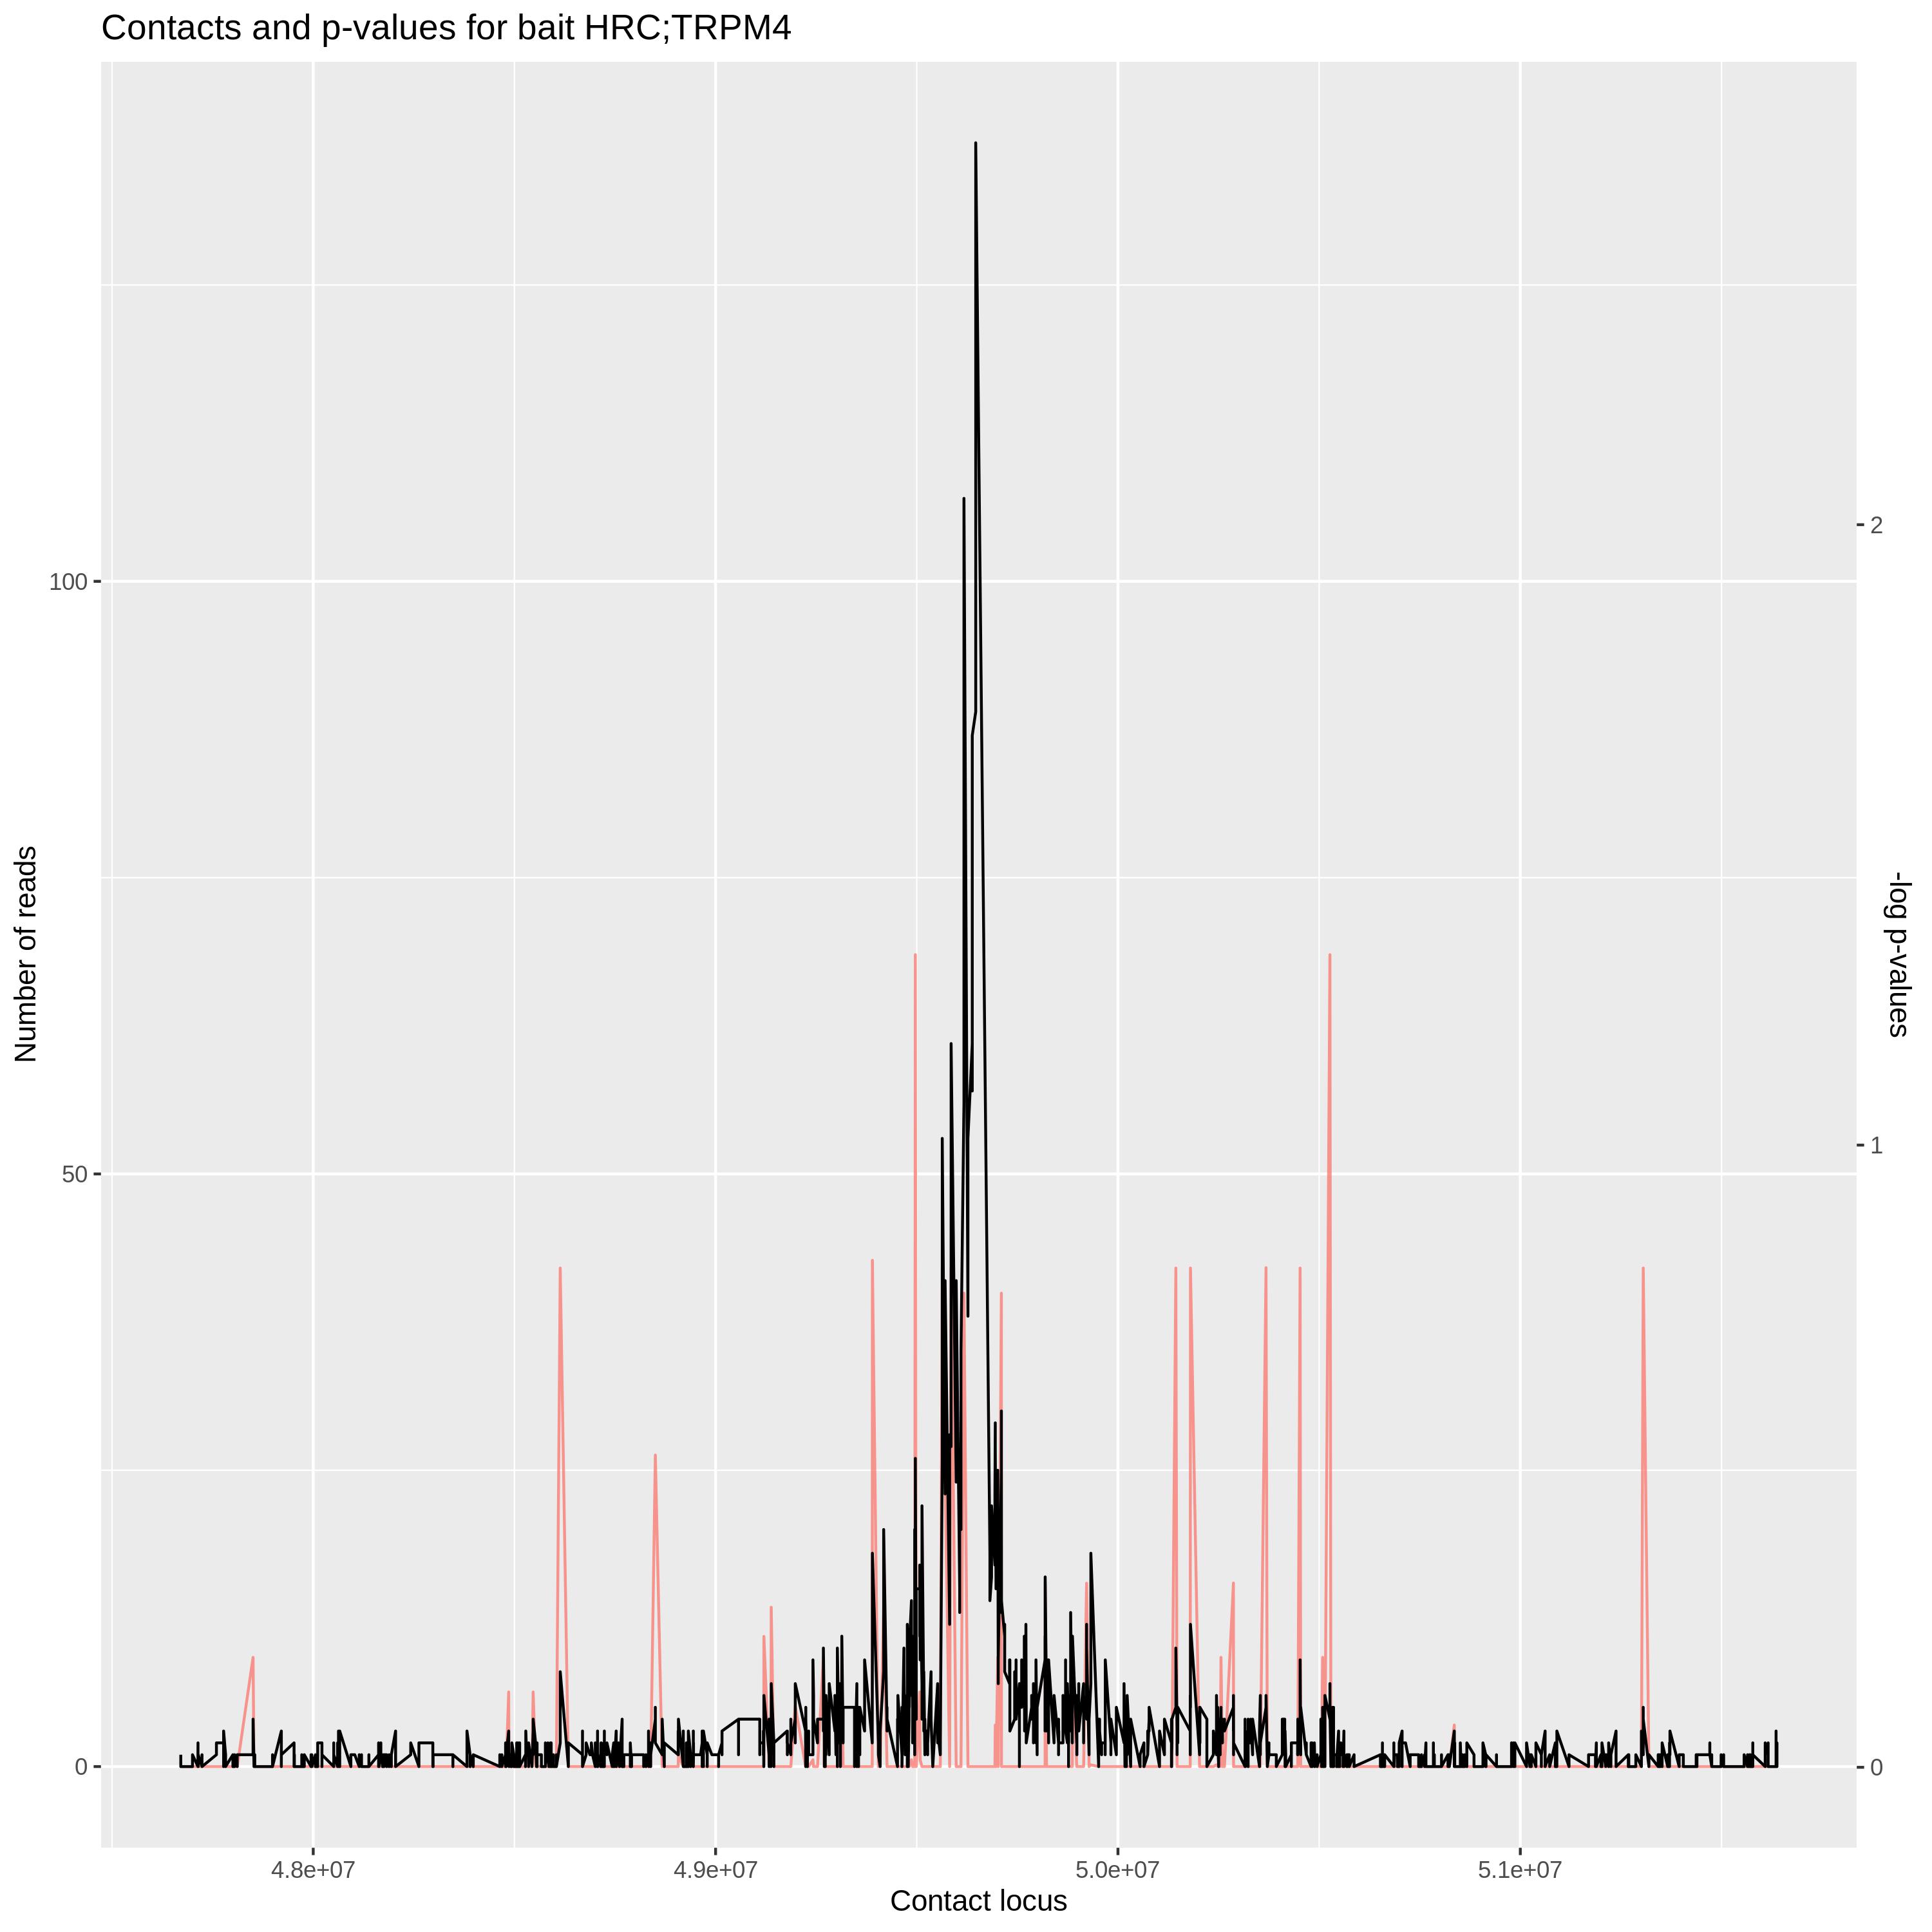 Contacts and p-values for bait HRC;TRPM4
Number of reads
100
50
0
2
1
0
-log p-values
4.8e+07
4.9e+07
5.0e+07
5.1e+07
Contact locus